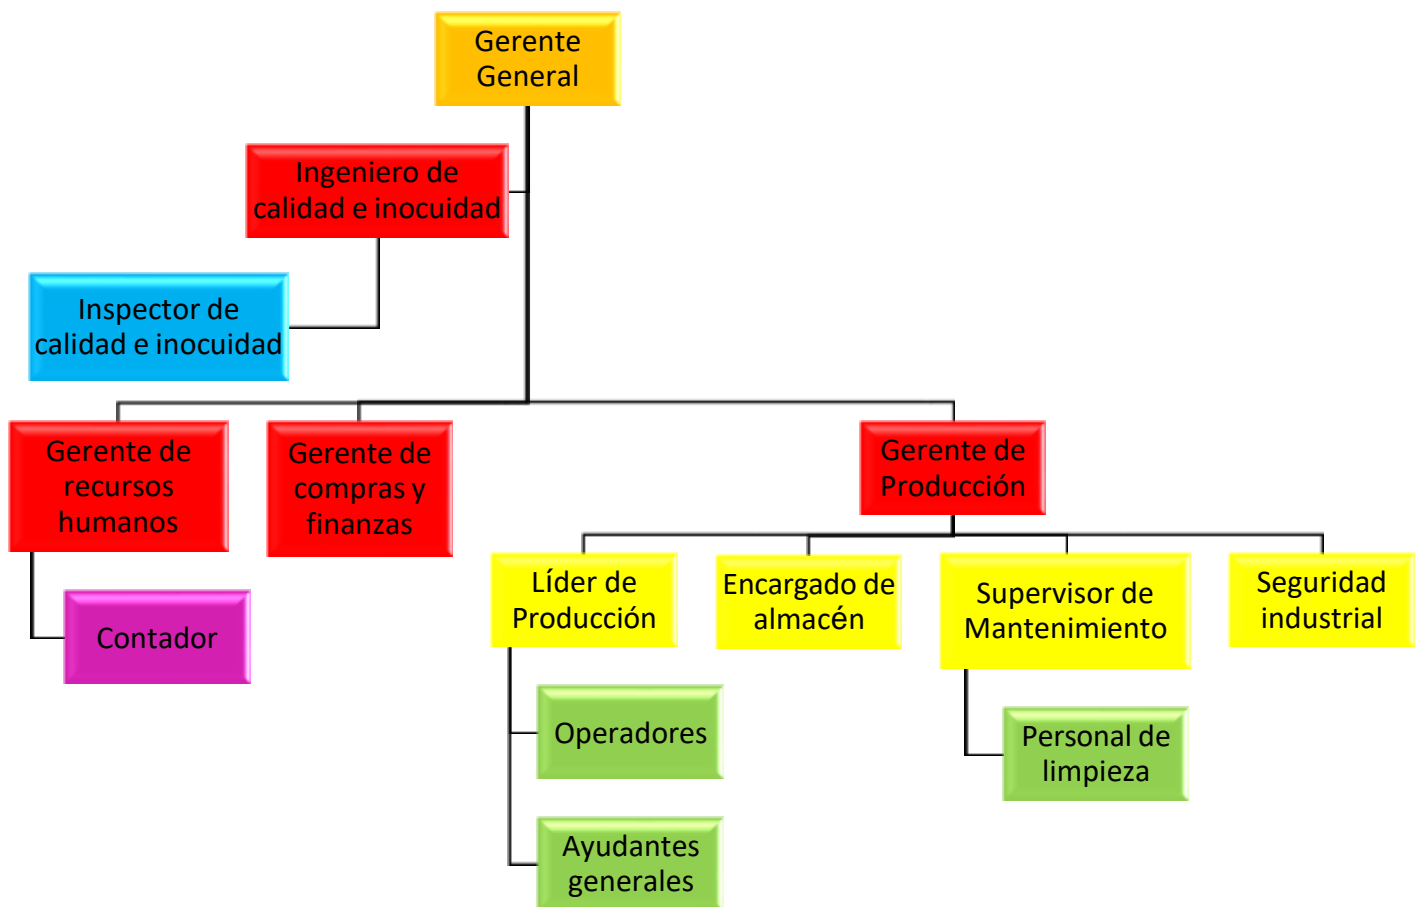 Gerente
General
Ingeniero de
calidad e inocuidad
Inspector de
calidad e inocuidad
Gerente de
recursos
humanos
Gerente de
compras y
finanzas
Gerente de
Producción
Contador
Líder de
Producción
Encargado de
almacén
Supervisor de
Mantenimiento
Seguridad
industrial
Operadores
Personal de
limpieza
Ayudantes
generales